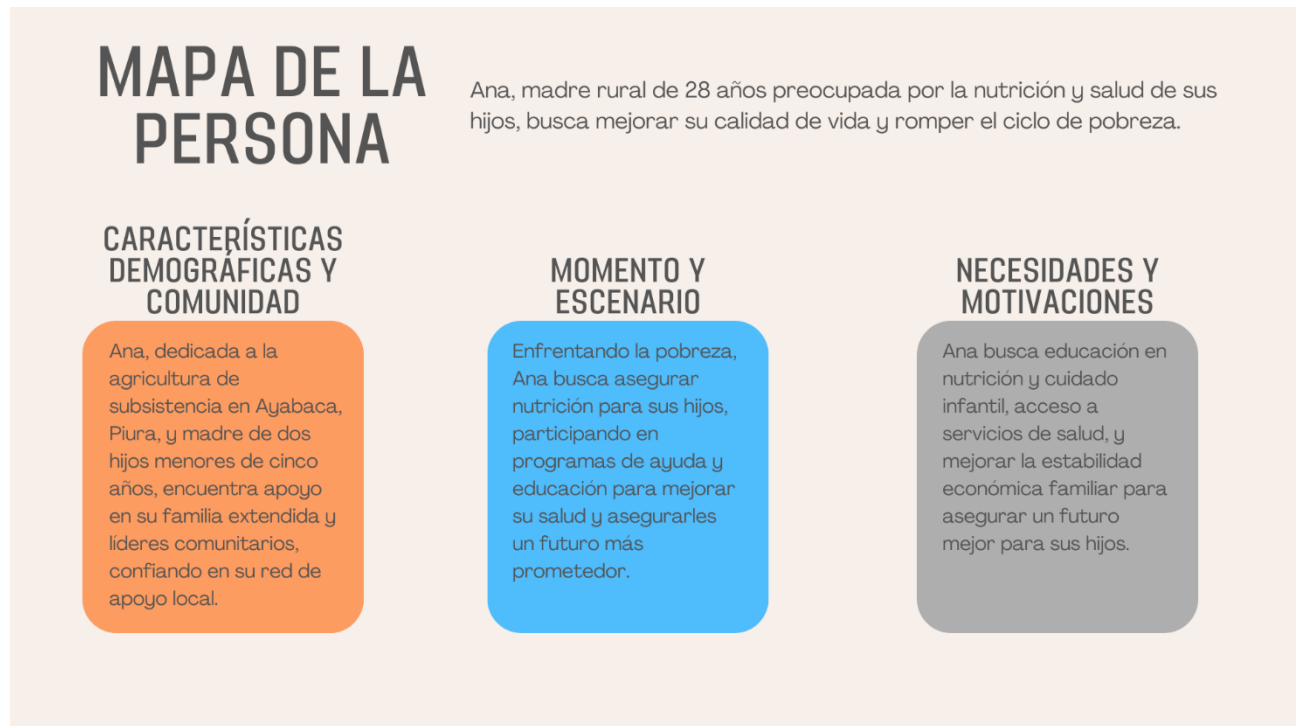 MAPA DE LA
PERSONA
Ana, madre rural de 28 años preocupada por la nutrición y salud de sus
hijos, busca mejorar su calidad de vida y romper el ciclo de pobreza.
CARACTERÍSTICAS
DEMOGRÁFICAS Y
COMUNIDAD
Ana, dedicada a la
agricultura de
subsistencia en Ayabaca,
Piura, y madre de dos
hijos menores de cinco
años, encuentra apoyo
en su familia extendida y
líderes comunitarios,
confiando en su red de
apoyo local.
MOMENTO Y
ESCENARIO
Enfrentando la pobreza,
Ana busca asegurar
nutrición para sus hijos,
participando en
programas de ayuda y
educación para mejorar
su salud y asegurarles
un futuro más
prometedor.
NECESIDADES Y
MOTIVACIONES
Ana busca educación en
nutrición y cuidado
infantil, acceso a
servicios de salud, y
mejorar la estabilidad
económica familiar para
asegurar un futuro
mejor para sus hijos.